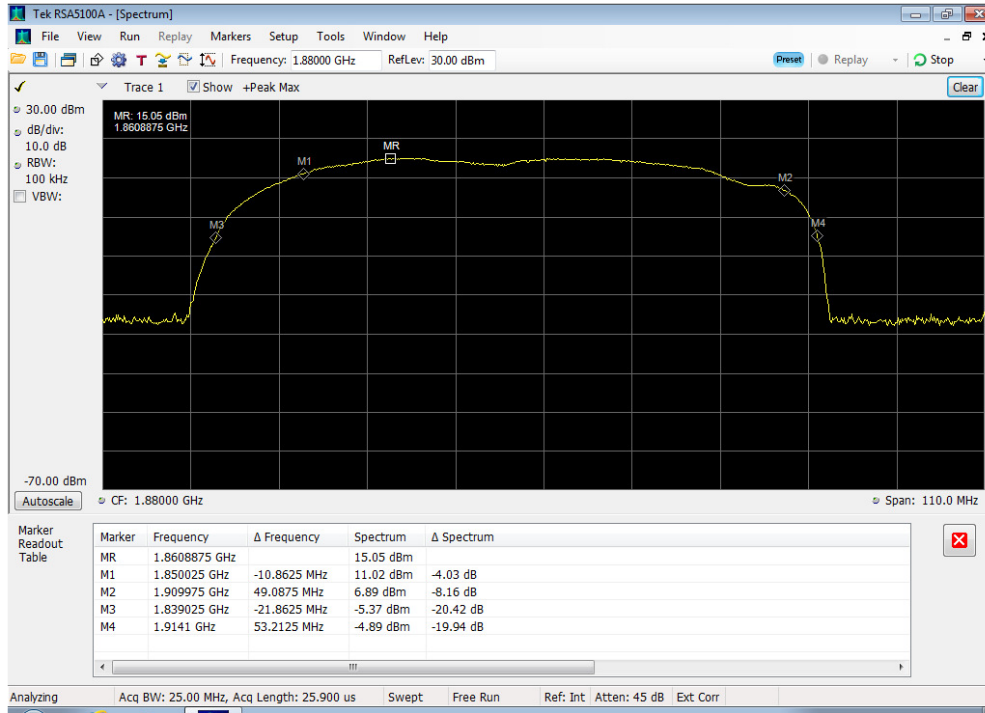 Tek RSA5100A - [Spectrum]
File View Run Replay Markers Setup Tools Window Help
T Frequency: 1.88000 GHz RefLev: 30.00 dBm Preset Replay Stop
Trace 1 Show +Peak Max Clear
30.00 dBm
dB/div:
10.0 dB
RBW:
100 kHz
VBW:
MR: 15.05 dBm
1.8608875 GHz
MR
M1
M2
M3
M4
-70.00 dBm
Autoscale CF: 1.88000 GHz Span: 110.0 MHz
Marker
Readout
Table
Marker Frequency Δ Frequency Spectrum Δ Spectrum
MR 1.8608875 GHz 15.05 dBm
M1 1.850025 GHz -10.8625 MHz 11.02 dBm -4.03 dB
M2 1.909975 GHz 49.0875 MHz 6.89 dBm -8.16 dB
M3 1.839025 GHz -21.8625 MHz -5.37 dBm -20.42 dB
M4 1.9141 GHz 53.2125 MHz -4.89 dBm -19.94 dB
Analyzing Acq BW: 25.00 MHz, Acq Length: 25.900 us Swept Free Run Ref: Int Atten: 45 dB Ext Corr